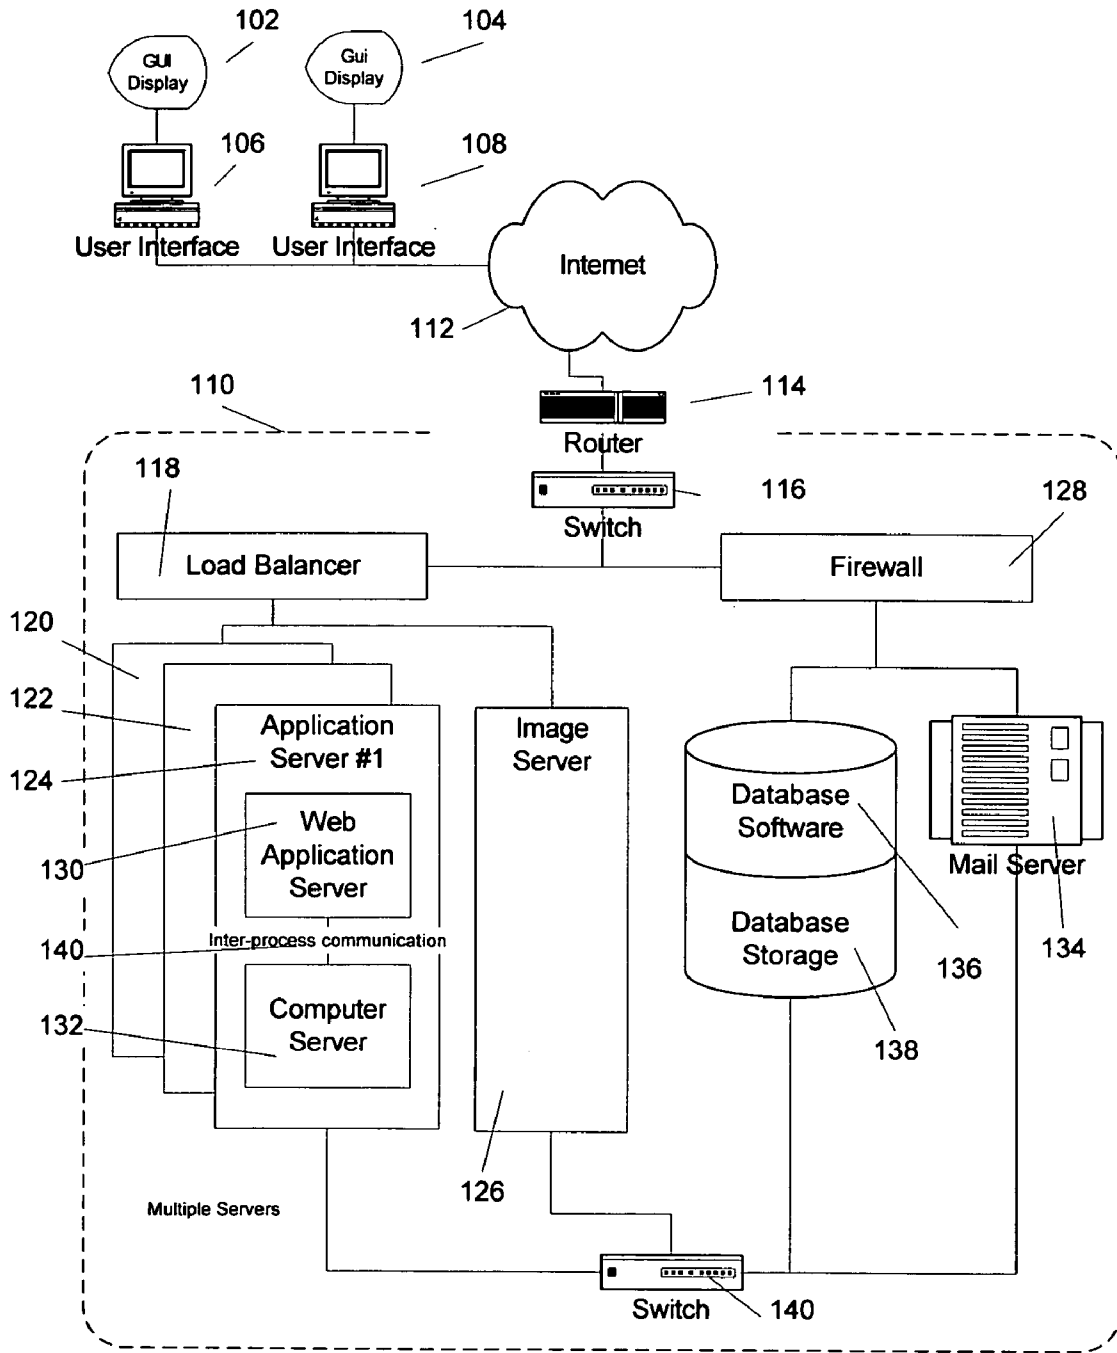 102
104
GUI
Display
Gui
Display
106
108
User Interface
User Interface
Internet
112
110
114
Router
118
116
128
Switch
Load Balancer
Firewall
120
122
124
Application
Server #1
Image
Server
Web
Application
Server
130
Inter-process communication
140
Computer
Server
132
Database
Software
Database
Storage
Mail Server
134
136
138
126
Multiple Servers
Switch
140